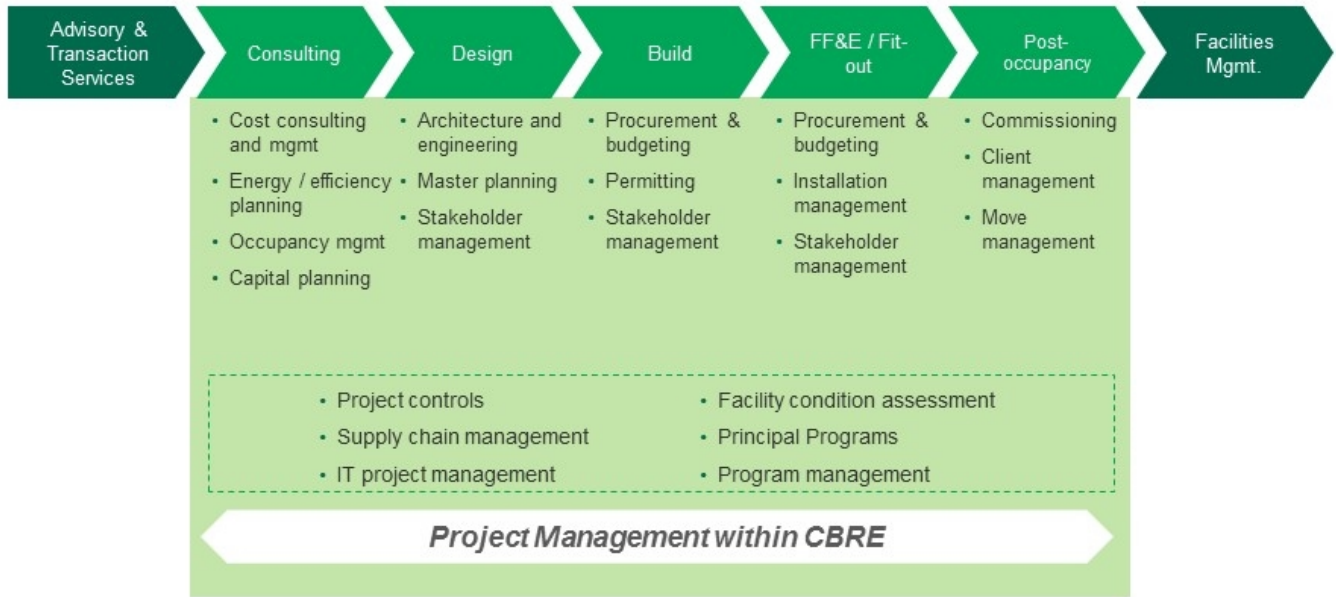 Advisory &
Transaction
Services
Consulting
Design
Build
FF&E / Fit-
out
Post-
occupancy
Facilities
Mgmt.
• Cost consulting
and mgmt
• Energy / efficiency
planning
• Occupancy mgmt
• Capital planning
• Architecture and
engineering
• Master planning
• Stakeholder
management
• Procurement &
budgeting
• Permitting
• Stakeholder
management
• Procurement &
budgeting
• Installation
management
• Stakeholder
management
• Commissioning
• Client
management
• Move
management
• Project controls
• Supply chain management
• IT project management
• Facility condition assessment
• Principal Programs
• Program management
Project Management within CBRE